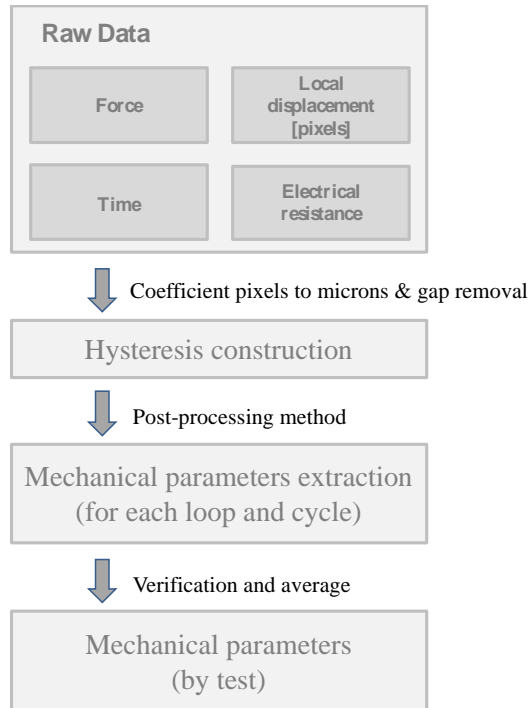 Raw Data
Force
Local
displacement
[pixels]
Time
Electrical
resistance
Coefficient pixels to microns & gap removal
Hysteresis construction
Post-processing method
Mechanical parameters extraction
(for each loop and cycle)
Verification and average
Mechanical parameters
(by test)